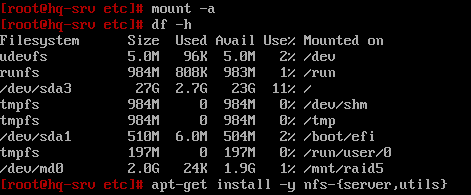 [root@hq-srv etc]# mount -a
[root@hq-srv etc]# df -h
Filesystem      Size  Used Avail Use% Mounted on
udevfs          5.0M   96K  5.0M   2% /dev
runfs           984M  808K  983M   1% /run
/dev/sda3        27G  2.7G   23G  11% /
tmpfs           984M     0  984M   0% /dev/shm
tmpfs           984M     0  984M   0% /tmp
/dev/sda1       510M  6.0M  504M   2% /boot/efi
tmpfs           197M     0  197M   0% /run/user/0
/dev/md0        2.0G   24K  1.9G   1% /mnt/raid5
[root@hq-srv etc]# apt-get install -y nfs-{server,utils}